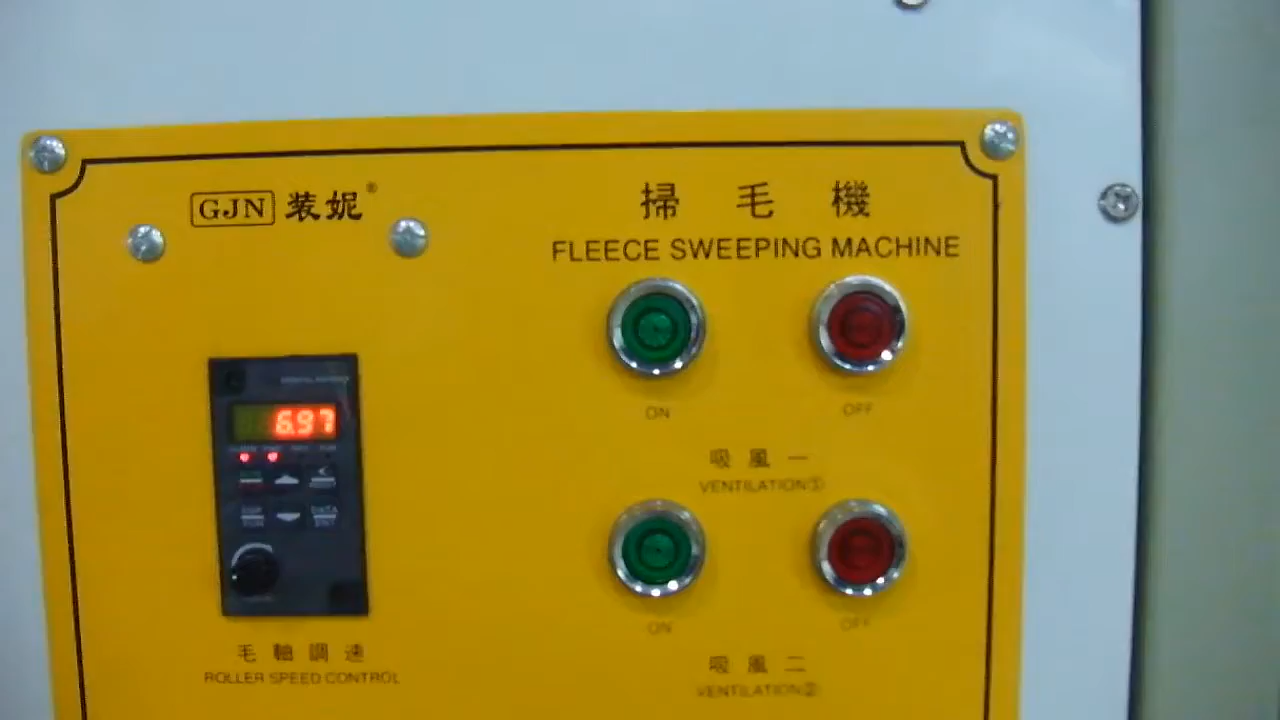 GJN 装妮®
掃毛機
FLEECE SWEEPING MACHINE
6.97
ON
OFF
吸風一
VENTILATION①
ON
OFF
吸風二
VENTILATION②
毛軸調速
ROLLER SPEED CONTROL